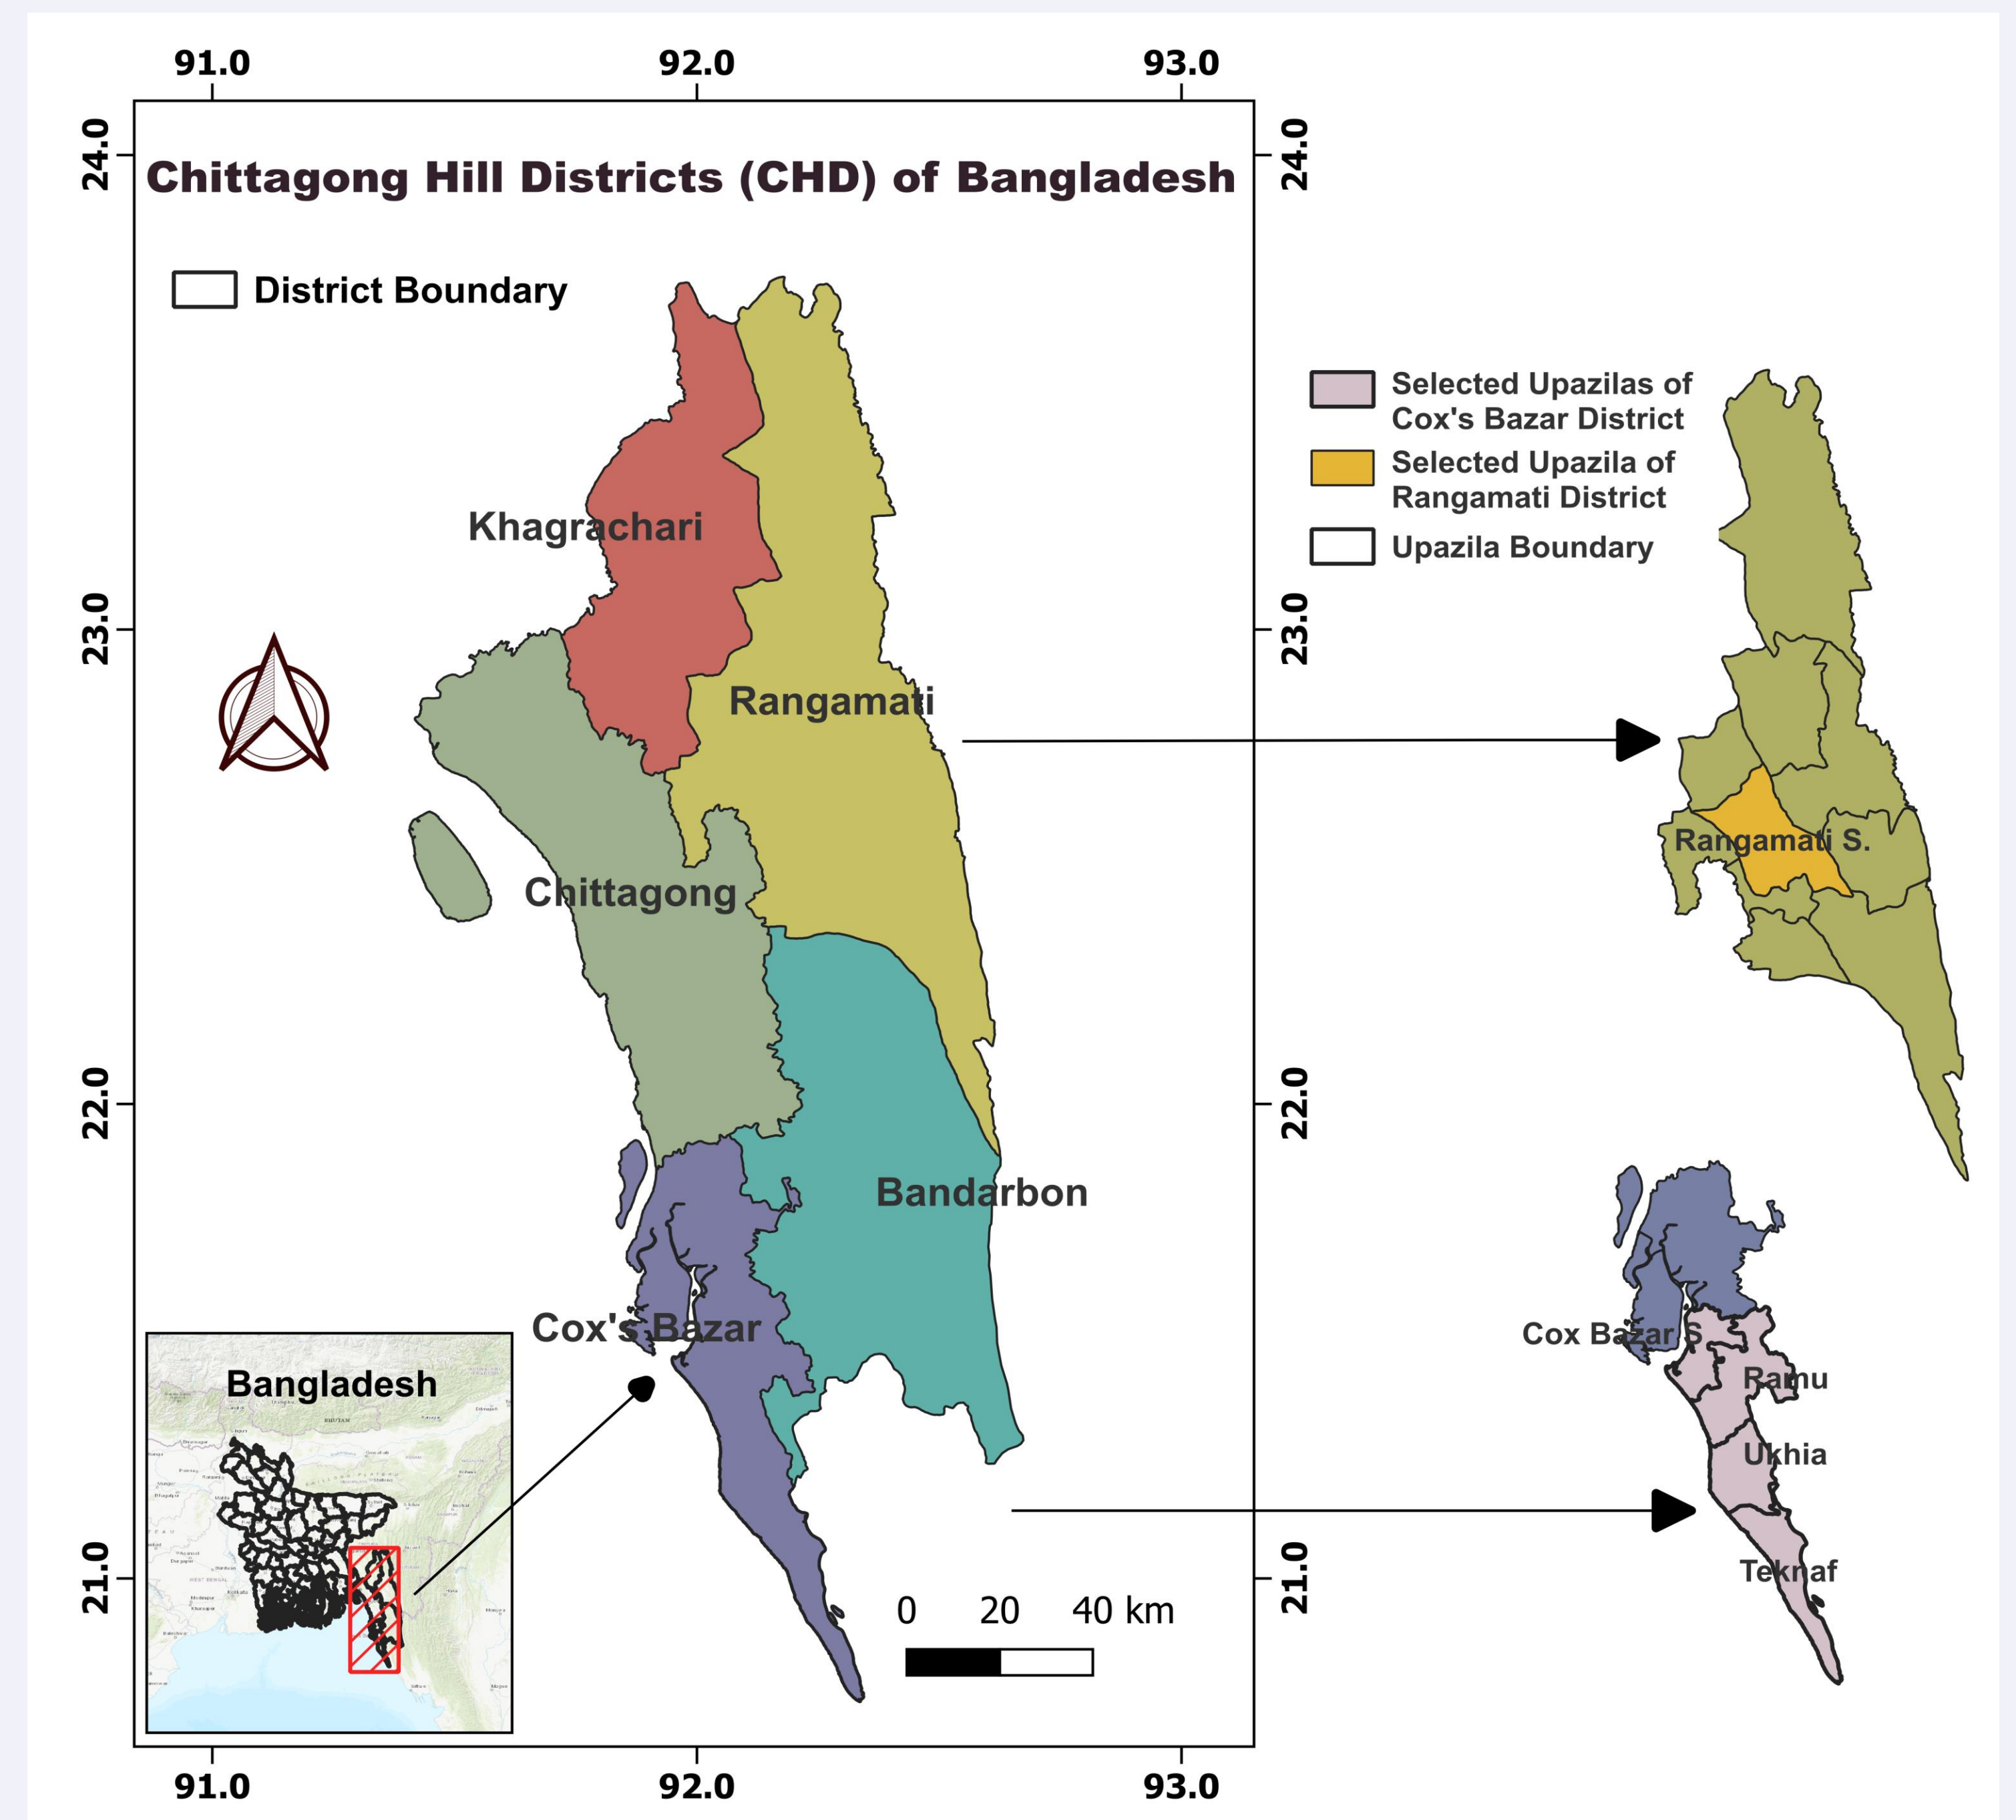 91.0
92.0
93.0
24.0
24.0
Chittagong Hill Districts (CHD) of Bangladesh
District Boundary
Selected Upazilas of
Cox's Bazar District
Selected Upazila of
Rangamati District
Upazila Boundary
Khagrachari
23.0
23.0
Rangamati
Rangamati S.
Chittagong
22.0
22.0
Bandarbon
Cox's Bazar
Cox Bazar S
Ramu
Bangladesh
BHUTAN
Ukhia
21.0
21.0
Teknaf
0
20
40 km
91.0
92.0
93.0